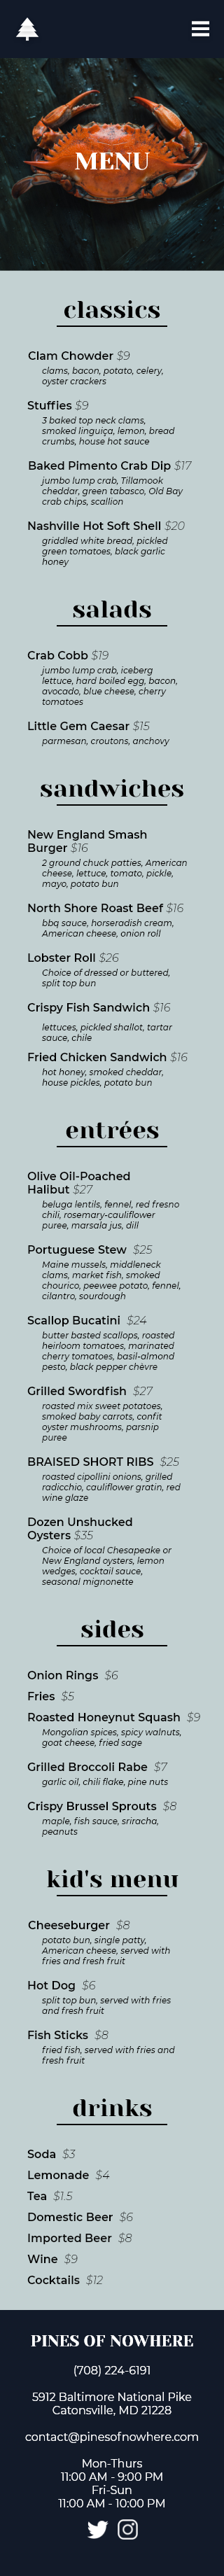 MENU
classics
Clam Chowder $9
clams, bacon, potato, celery,
oyster crackers
Stuffies $9
3 baked top neck clams,
smoked linguiça, lemon, bread
crumbs, house hot sauce
Baked Pimento Crab Dip $17
jumbo lump crab, Tillamook
cheddar, green tabasco, Old Bay
crab chips, scallion
Nashville Hot Soft Shell $20
griddled white bread, pickled
green tomatoes, black garlic
honey
salads
Crab Cobb $19
jumbo lump crab, iceberg
lettuce, hard boiled egg, bacon,
avocado, blue cheese, cherry
tomatoes
Little Gem Caesar $15
parmesan, croutons, anchovy
sandwiches
New England Smash
Burger $16
2 ground chuck patties, American
cheese, lettuce, tomato, pickle,
mayo, potato bun
North Shore Roast Beef $16
bbq sauce, horseradish cream,
American cheese, onion roll
Lobster Roll $26
Choice of dressed or buttered,
split top bun
Crispy Fish Sandwich $16
lettuces, pickled shallot, tartar
sauce, chile
Fried Chicken Sandwich $16
hot honey, smoked cheddar,
house pickles, potato bun
entrées
Olive Oil-Poached
Halibut $27
beluga lentils, fennel, red fresno
chili, rosemary-cauliflower
puree, marsala jus, dill
Portuguese Stew $25
Maine mussels, middleneck
clams, market fish, smoked
chourico, peewee potato, fennel,
cilantro, sourdough
Scallop Bucatini $24
butter basted scallops, roasted
heirloom tomatoes, marinated
cherry tomatoes, basil-almond
pesto, black pepper chèvre
Grilled Swordfish $27
roasted mix sweet potatoes,
smoked baby carrots, confit
oyster mushrooms, parsnip
puree
BRAISED SHORT RIBS $25
roasted cipollini onions, grilled
radicchio, cauliflower gratin, red
wine glaze
Dozen Unshucked
Oysters $35
Choice of local Chesapeake or
New England oysters, lemon
wedges, cocktail sauce,
seasonal mignonette
sides
Onion Rings $6
Fries $5
Roasted Honeynut Squash $9
Mongolian spices, spicy walnuts,
goat cheese, fried sage
Grilled Broccoli Rabe $7
garlic oil, chili flake, pine nuts
Crispy Brussel Sprouts $8
maple, fish sauce, sriracha,
peanuts
kid's menu
Cheeseburger $8
potato bun, single patty,
American cheese, served with
fries and fresh fruit
Hot Dog $6
split top bun, served with fries
and fresh fruit
Fish Sticks $8
fried fish, served with fries and
fresh fruit
drinks
Soda $3
Lemonade $4
Tea $1.5
Domestic Beer $6
Imported Beer $8
Wine $9
Cocktails $12
PINES OF NOWHERE
(708) 224-6191
5912 Baltimore National Pike
Catonsville, MD 21228
contact@pinesofnowhere.com
Mon-Thurs
11:00 AM - 9:00 PM
Fri-Sun
11:00 AM - 10:00 PM